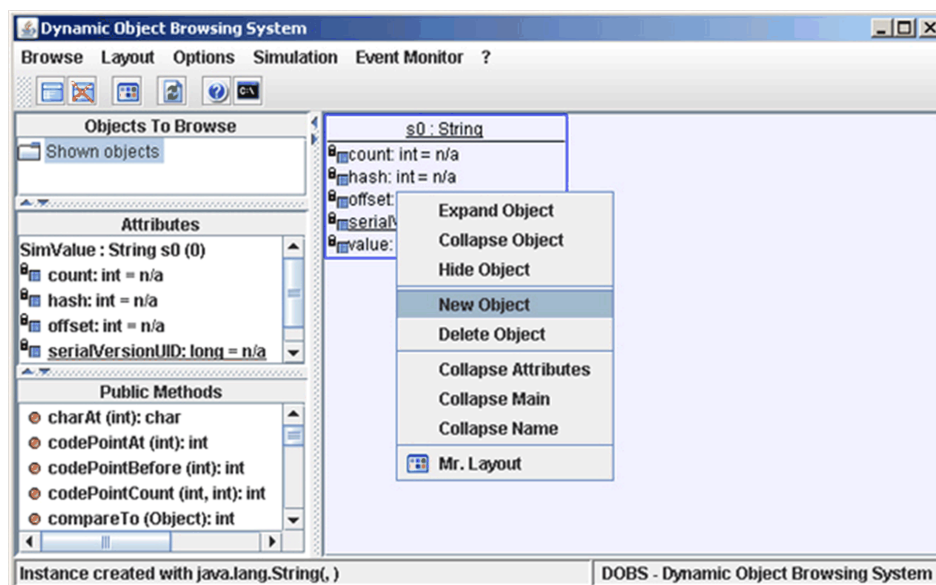 Dynamic Object Browsing System
Browse Layout Options Simulation Event Monitor ?
C:\
Objects To Browse
Shown objects
Attributes
SimValue : String s0 (0)
count: int = n/a
hash: int = n/a
offset: int = n/a
serialVersionUID: long = n/a
Public Methods
charAt (int): char
codePointAt (int): int
codePointBefore (int): int
codePointCount (int, int): int
compareTo (Object): int
s0 : String
count: int = n/a
hash: int = n/a
offset:
serialV
value:
Expand Object
Collapse Object
Hide Object
New Object
Delete Object
Collapse Attributes
Collapse Main
Collapse Name
Mr. Layout
Instance created with java.lang.String(, )
DOBS - Dynamic Object Browsing System